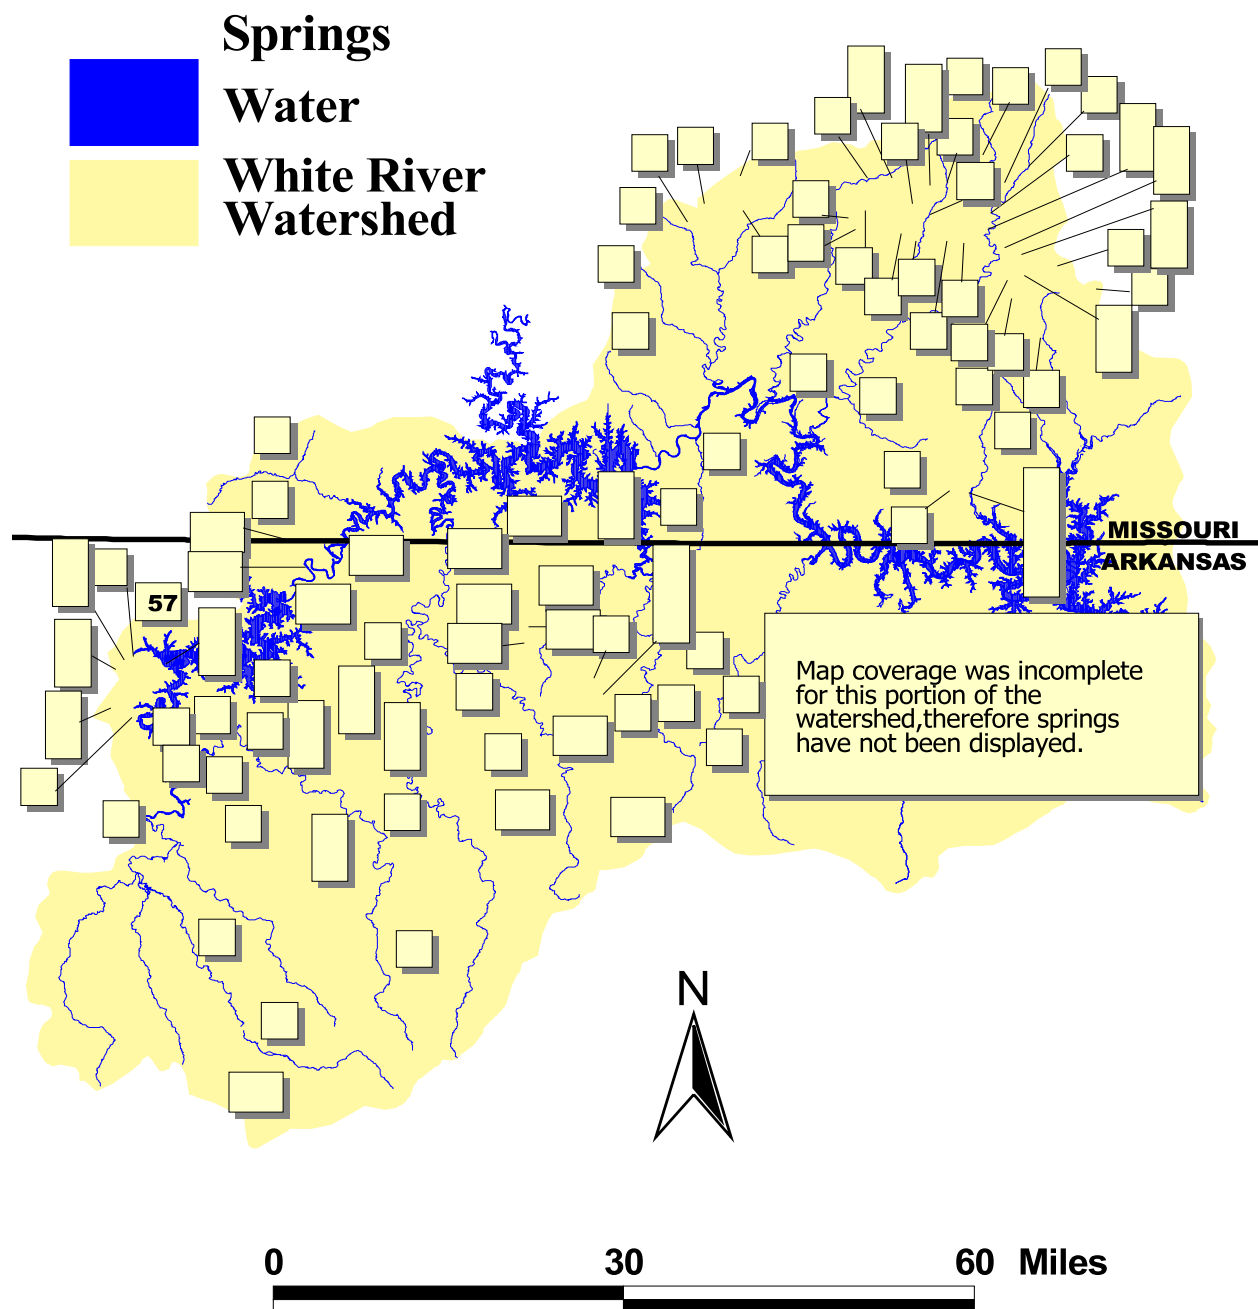 Springs
Water
White River
Watershed
MISSOURI
ARKANSAS
57
Map coverage was incomplete
for this portion of the
watershed,therefore springs
have not been displayed.
N
0 30 60 Miles